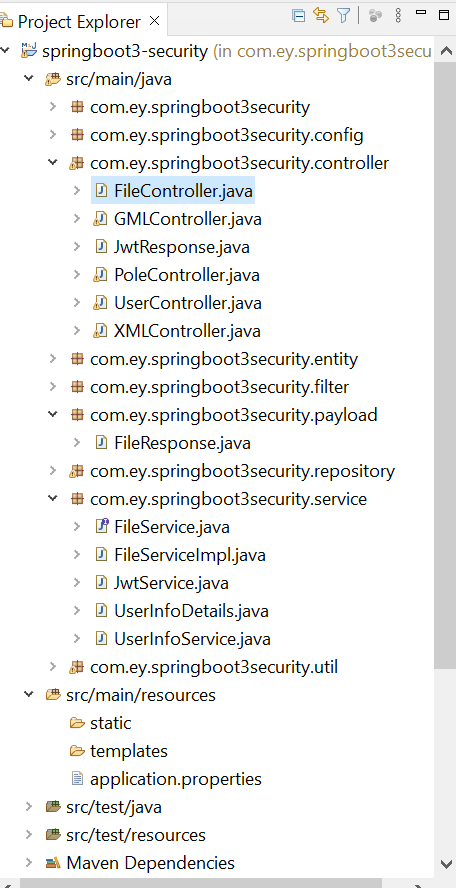 Project Explorer
springboot3-security (in com.ey.springboot3secu
src/main/java
com.ey.springboot3security
com.ey.springboot3security.config
com.ey.springboot3security.controller
FileController.java
GMLController.java
JwtResponse.java
PoleController.java
UserController.java
XMLController.java
com.ey.springboot3security.entity
com.ey.springboot3security.filter
com.ey.springboot3security.payload
FileResponse.java
com.ey.springboot3security.repository
com.ey.springboot3security.service
FileService.java
FileServiceImpl.java
JwtService.java
UserInfoDetails.java
UserInfoService.java
com.ey.springboot3security.util
src/main/resources
static
templates
application.properties
src/test/java
src/test/resources
Maven Dependencies